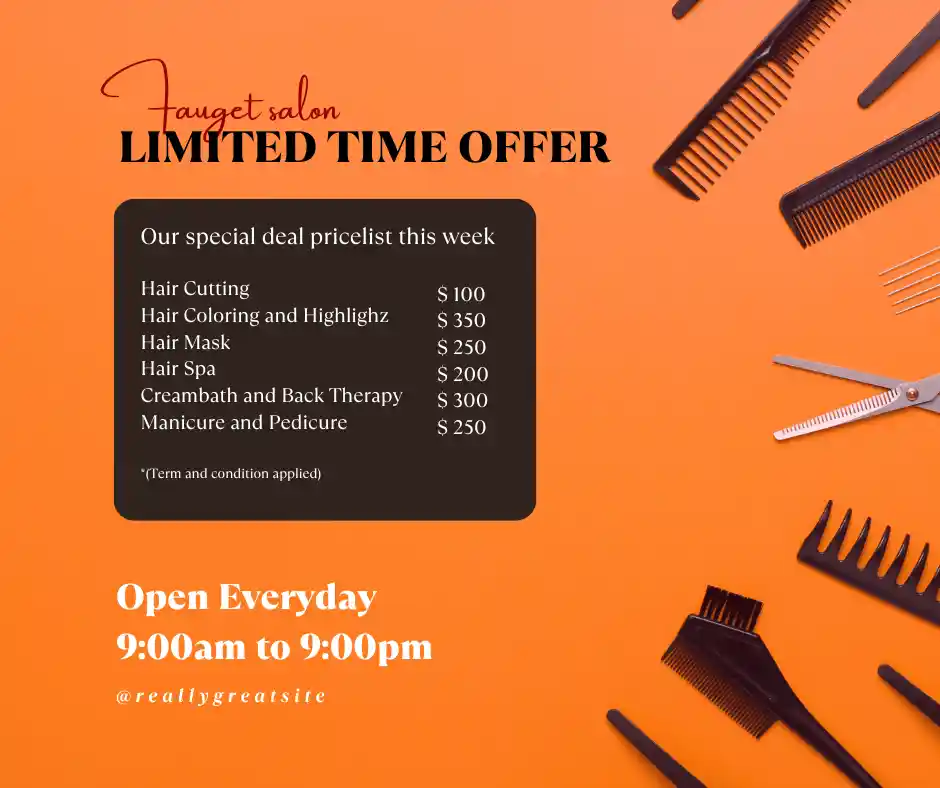 Fauget salon
LIMITED TIME OFFER
Our special deal pricelist this week
Hair Cutting $ 100
Hair Coloring and Highlighz $ 350
Hair Mask $ 250
Hair Spa $ 200
Creambath and Back Therapy $ 300
Manicure and Pedicure $ 250
*(Term and condition applied)
Open Everyday
9:00am to 9:00pm
@reallygreatsite